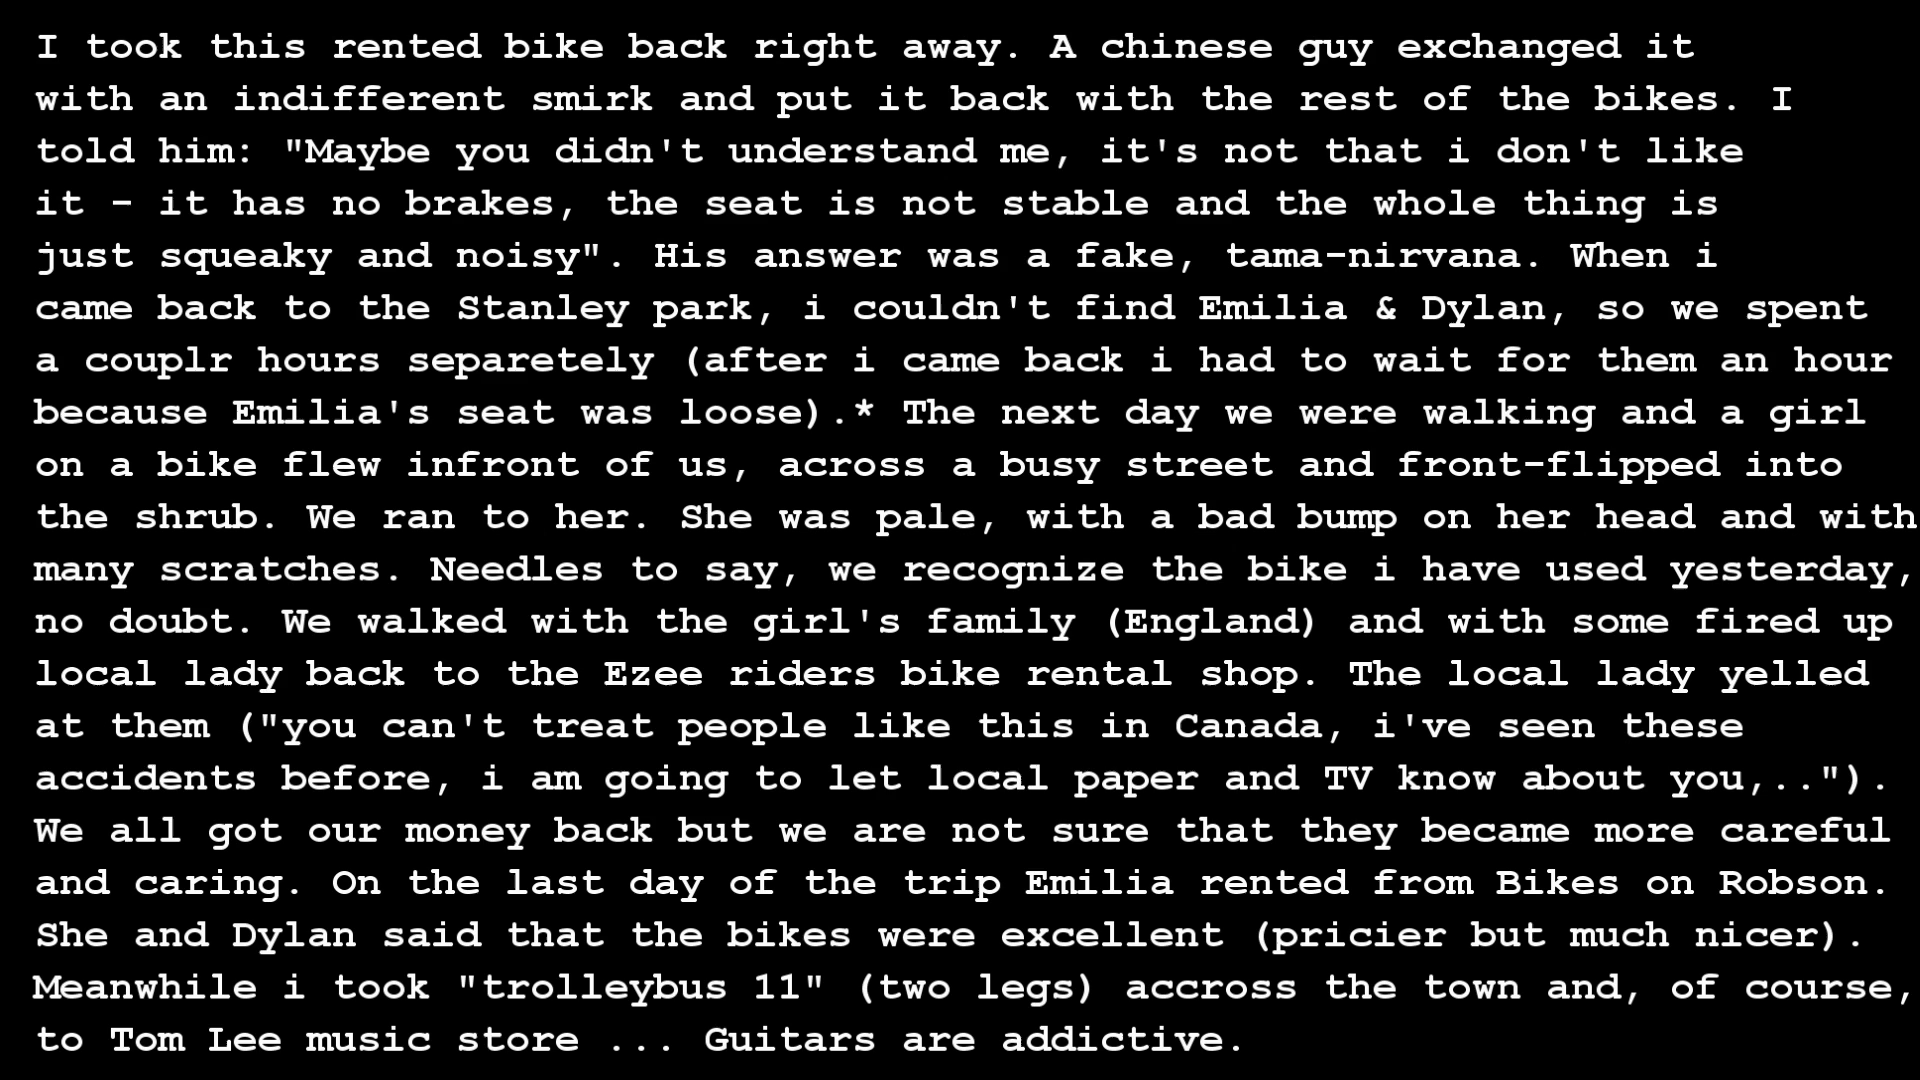 I took this rented bike back right away. A chinese guy exchanged it
with an indifferent smirk and put it back with the rest of the bikes. I
told him: "Maybe you didn't understand me, it's not that i don't like
it - it has no brakes, the seat is not stable and the whole thing is
just squeaky and noisy". His answer was a fake, tama-nirvana. When i
came back to the Stanley park, i couldn't find Emilia & Dylan, so we spent
a couplr hours separetely (after i came back i had to wait for them an hour
because Emilia's seat was loose).* The next day we were walking and a girl
on a bike flew infront of us, across a busy street and front-flipped into
the shrub. We ran to her. She was pale, with a bad bump on her head and with
many scratches. Needles to say, we recognize the bike i have used yesterday,
no doubt. We walked with the girl's family (England) and with some fired up
local lady back to the Ezee riders bike rental shop. The local lady yelled
at them ("you can't treat people like this in Canada, i've seen these
accidents before, i am going to let local paper and TV know about you,..").
We all got our money back but we are not sure that they became more careful
and caring. On the last day of the trip Emilia rented from Bikes on Robson.
She and Dylan said that the bikes were excellent (pricier but much nicer).
Meanwhile i took "trolleybus 11" (two legs) accross the town and, of course,
to Tom Lee music store ... Guitars are addictive.